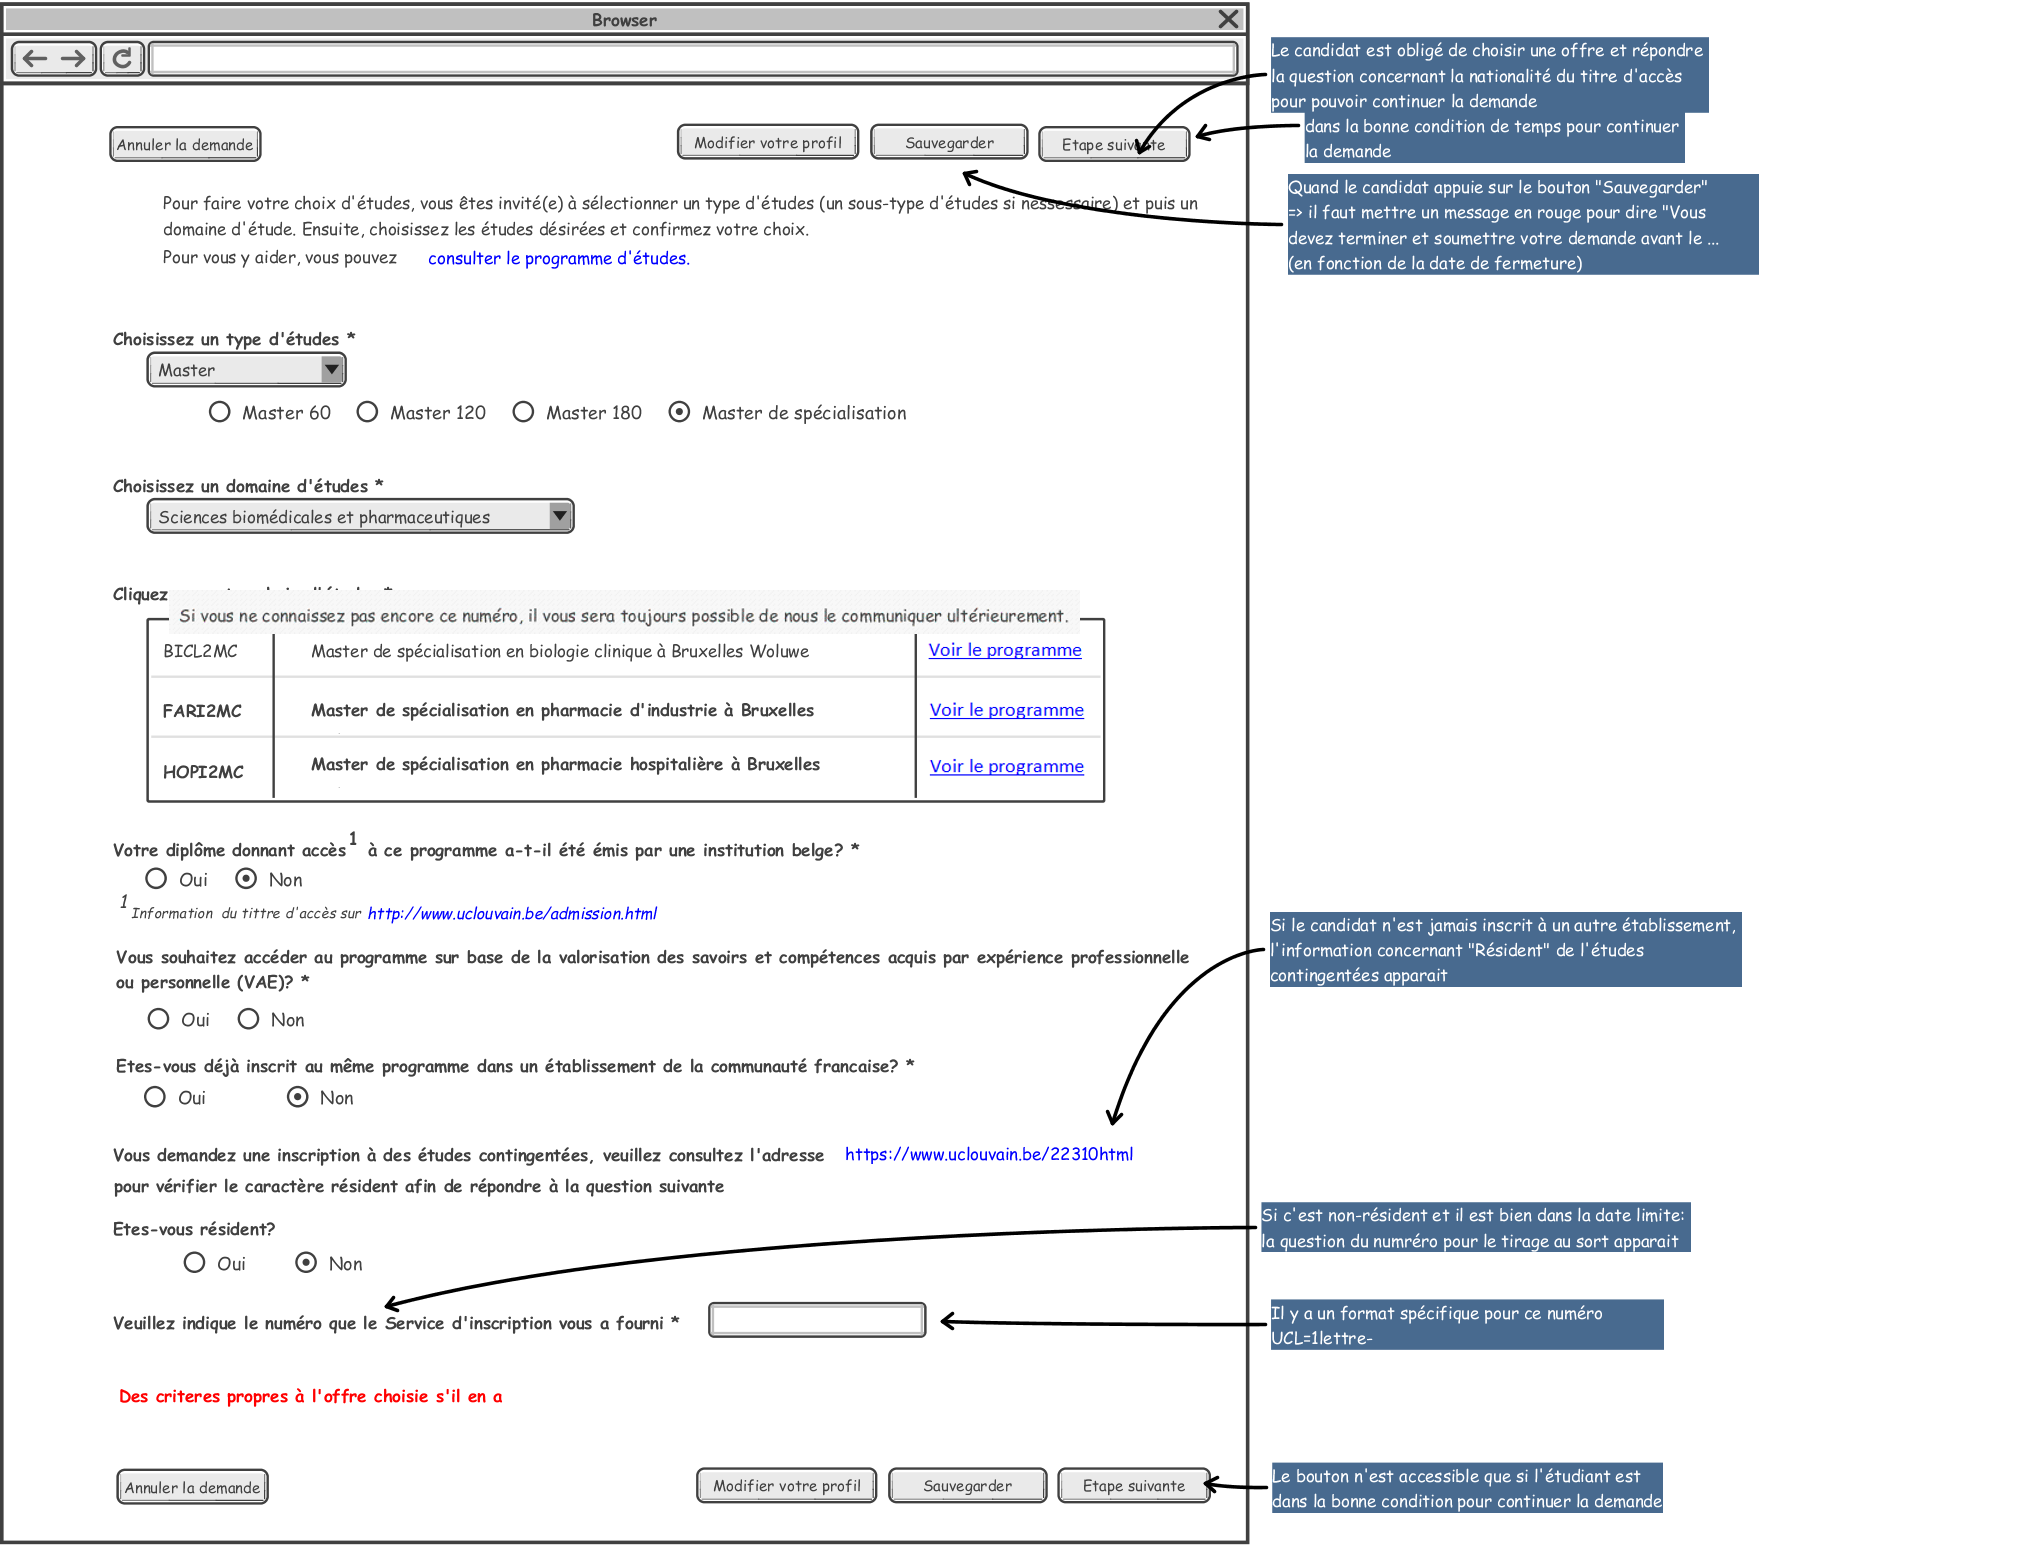 Browser
Le candidat est obligé de choisir une offre et répondre
la question concernant la nationalité du titre d'accès
pour pouvoir continuer la demande
dans la bonne condition de temps pour continuer
la demande
Annuler la demande
Modifier votre profil
Sauvegarder
Etape suivante
Quand le candidat appuie sur le bouton "Sauvegarder"
=> il faut mettre un message en rouge pour dire "Vous
devez terminer et soumettre votre demande avant le ...
(en fonction de la date de fermeture)
Pour faire votre choix d'études, vous êtes invité(e) à sélectionner un type d'études (un sous-type d'études si nessessaire) et puis un
domaine d'étude. Ensuite, choisissez les études désirées et confirmez votre choix.
Pour vous y aider, vous pouvez consulter le programme d'études.
Choisissez un type d'études *
Master
Master 60 Master 120 Master 180 Master de spécialisation
Choisissez un domaine d'études *
Sciences biomédicales et pharmaceutiques
Cliquez
Si vous ne connaissez pas encore ce numéro, il vous sera toujours possible de nous le communiquer ultérieurement.
BICL2MC Master de spécialisation en biologie clinique à Bruxelles Woluwe Voir le programme
FARI2MC Master de spécialisation en pharmacie d'industrie à Bruxelles Voir le programme
HOPI2MC Master de spécialisation en pharmacie hospitalière à Bruxelles Voir le programme
Votre diplôme donnant accès 1 à ce programme a-t-il été émis par une institution belge? *
Oui Non
1 Information du tittre d'accès sur http://www.uclouvain.be/admission.html
Si le candidat n'est jamais inscrit à un autre établissement,
l'information concernant "Résident" de l'études
contingentées apparait
Vous souhaitez accéder au programme sur base de la valorisation des savoirs et compétences acquis par expérience professionnelle
ou personnelle (VAE)? *
Oui Non
Etes-vous déjà inscrit au même programme dans un établissement de la communauté francaise? *
Oui Non
Vous demandez une inscription à des études contingentées, veuillez consultez l'adresse https://www.uclouvain.be/22310html
pour vérifier le caractère résident afin de répondre à la question suivante
Etes-vous résident?
Oui Non
Si c'est non-résident et il est bien dans la date limite:
la question du numréro pour le tirage au sort apparait
Veuillez indique le numéro que le Service d'inscription vous a fourni *
Il y a un format spécifique pour ce numéro
UCL=1lettre-
Des criteres propres à l'offre choisie s'il en a
Annuler la demande
Modifier votre profil
Sauvegarder
Etape suivante
Le bouton n'est accessible que si l'étudiant est
dans la bonne condition pour continuer la demande